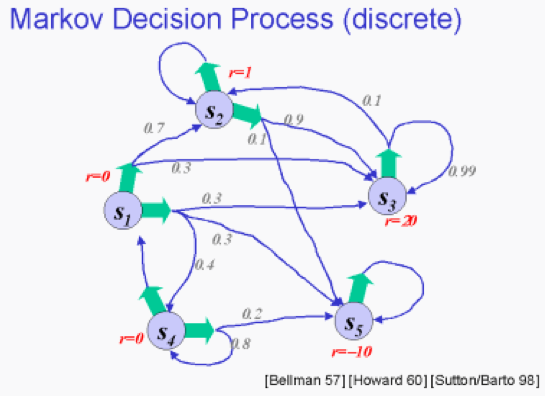 Markov Decision Process (discrete)
r=1
s2
0.7
0.9
0.1
0.1
r=0
0.3
0.99
s1
0.3
s3
r=20
0.3
0.4
s4
0.2
s5
r=0
0.8
r=-10
[Bellman 57] [Howard 60] [Sutton/Barto 98]